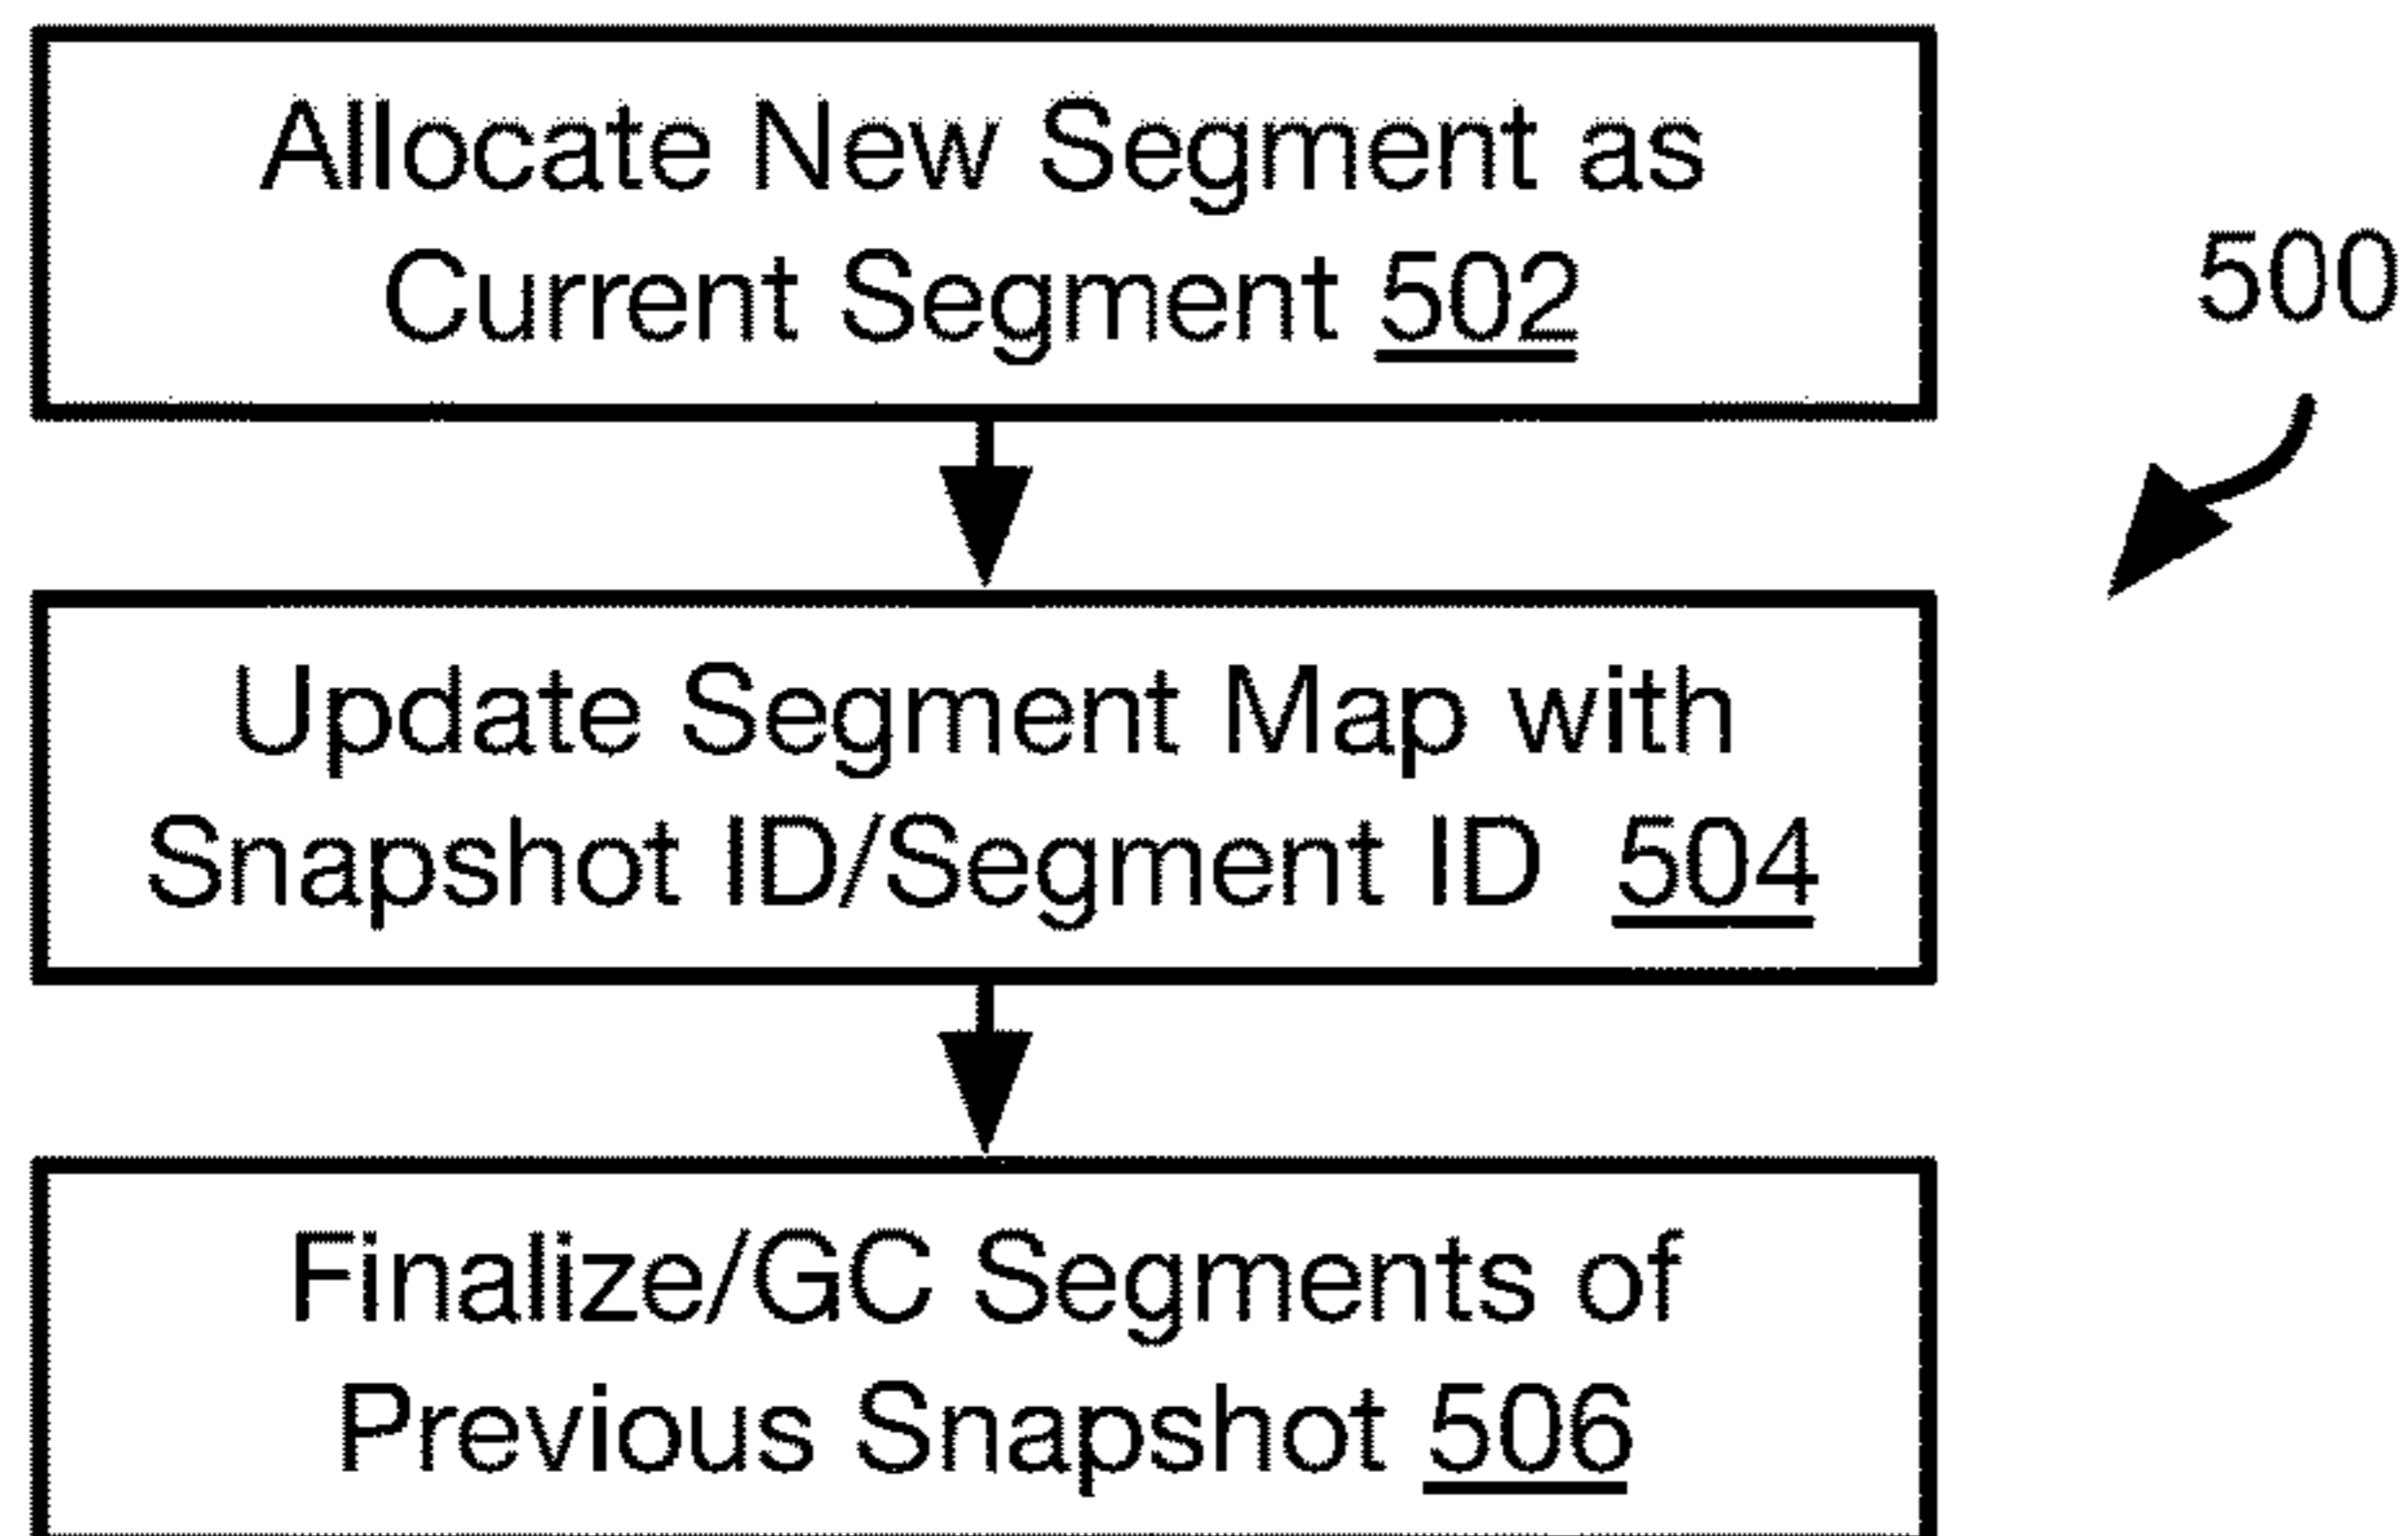 Allocate New Segment as
Current Segment 502
500
Update Segment Map with
Snapshot ID/Segment ID 504
Finalize/GC Segments of
Previous Snapshot 506